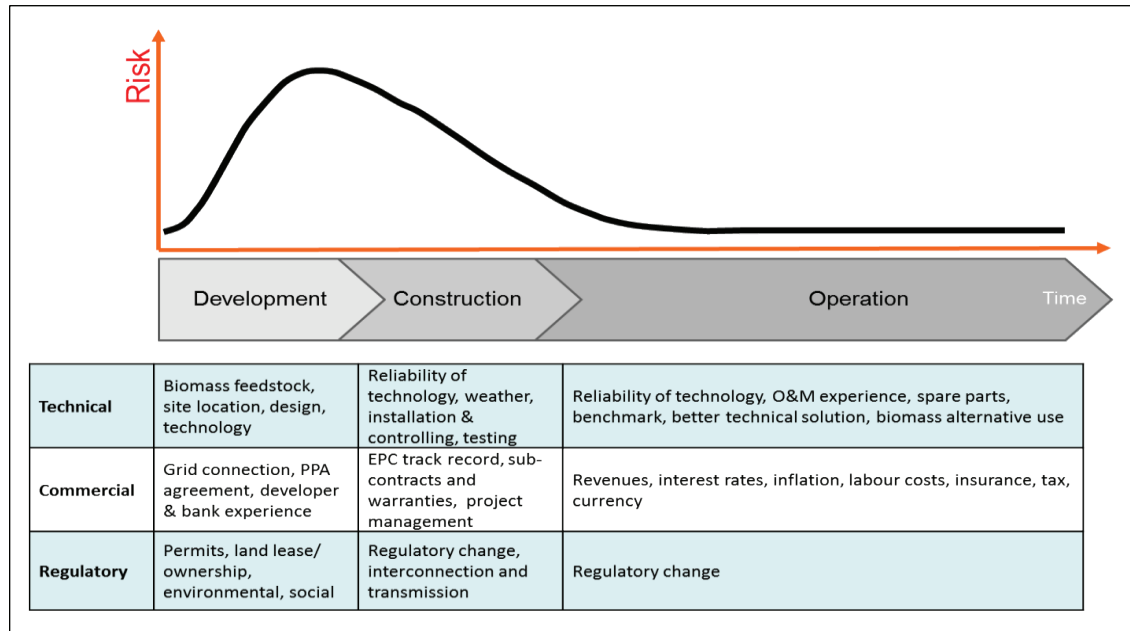 Risk
Development
Construction
Operation
Time
Technical
Biomass feedstock,
site location, design,
technology
Reliability of
technology, weather,
installation &
controlling, testing
Reliability of technology, O&M experience, spare parts,
benchmark, better technical solution, biomass alternative use
Commercial
Grid connection, PPA
agreement, developer
& bank experience
EPC track record, sub-
contracts and
warranties, project
management
Revenues, interest rates, inflation, labour costs, insurance, tax,
currency
Regulatory
Permits, land lease/
ownership,
environmental, social
Regulatory change,
interconnection and
transmission
Regulatory change